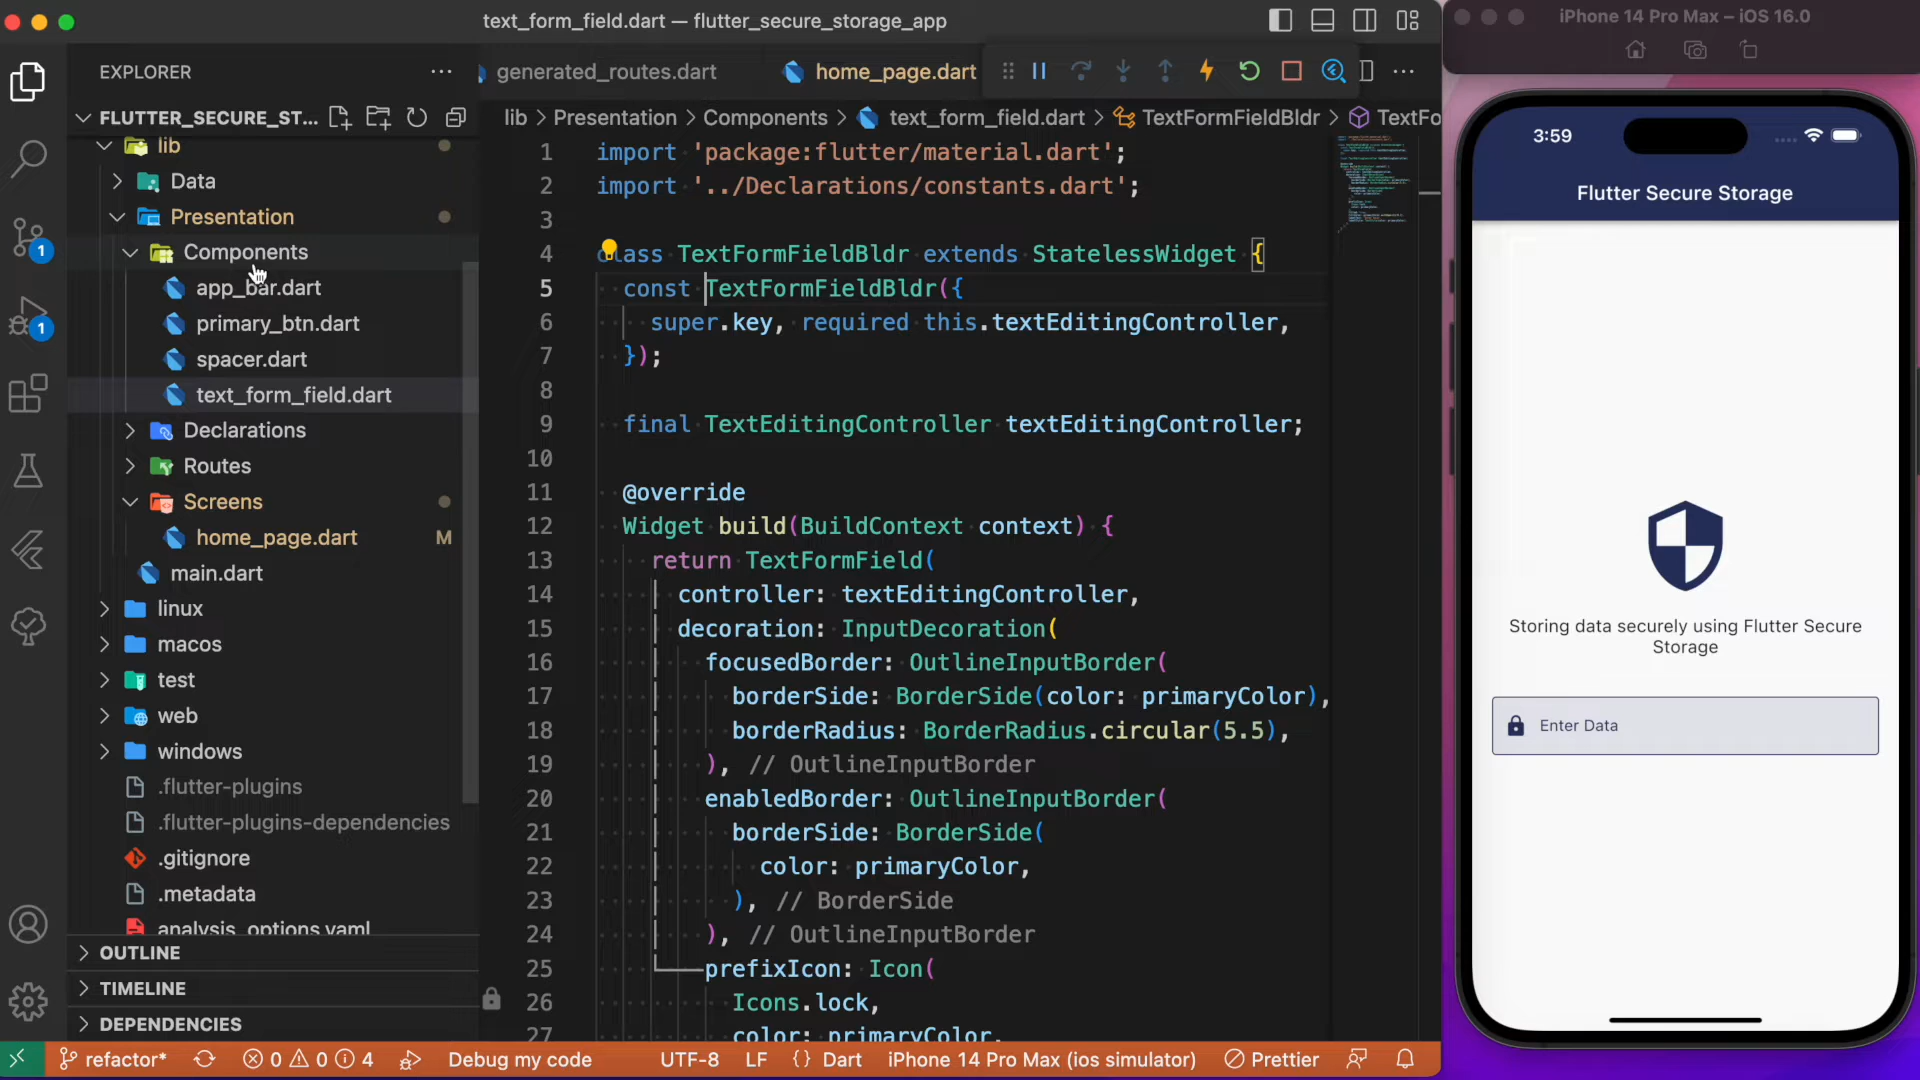 text_form_field.dart — flutter_secure_storage_app
iPhone 14 Pro Max – iOS 16.0
EXPLORER
generated_routes.dart
home_page.dart
FLUTTER_SECURE_ST...
lib > Presentation > Components > text_form_field.dart > TextFormFieldBldr > TextFo
lib
Data
Presentation
Components
app_bar.dart
primary_btn.dart
spacer.dart
text_form_field.dart
Declarations
Routes
Screens
home_page.dart M
main.dart
linux
macos
test
web
windows
.flutter-plugins
.flutter-plugins-dependencies
.gitignore
.metadata
analysis_options.yaml
OUTLINE
TIMELINE
DEPENDENCIES
1
1
1 import 'package:flutter/material.dart';
2 import '../Declarations/constants.dart';
3
4 class TextFormFieldBldr extends StatelessWidget {
5 const TextFormFieldBldr({
6 super.key, required this.textEditingController,
7 });
8
9 final TextEditingController textEditingController;
10
11 @override
12 Widget build(BuildContext context) {
13 return TextFormField(
14 controller: textEditingController,
15 decoration: InputDecoration(
16 focusedBorder: OutlineInputBorder(
17 borderSide: BorderSide(color: primaryColor),
18 borderRadius: BorderRadius.circular(5.5),
19 ), // OutlineInputBorder
20 enabledBorder: OutlineInputBorder(
21 borderSide: BorderSide(
22 color: primaryColor,
23 ), // BorderSide
24 ), // OutlineInputBorder
25 prefixIcon: Icon(
26 Icons.lock,
27 color: primaryColor,
3:59
Flutter Secure Storage
Storing data securely using Flutter Secure
Storage
Enter Data
refactor* 0 0 4 Debug my code UTF-8 LF {} Dart iPhone 14 Pro Max (ios simulator) Prettier